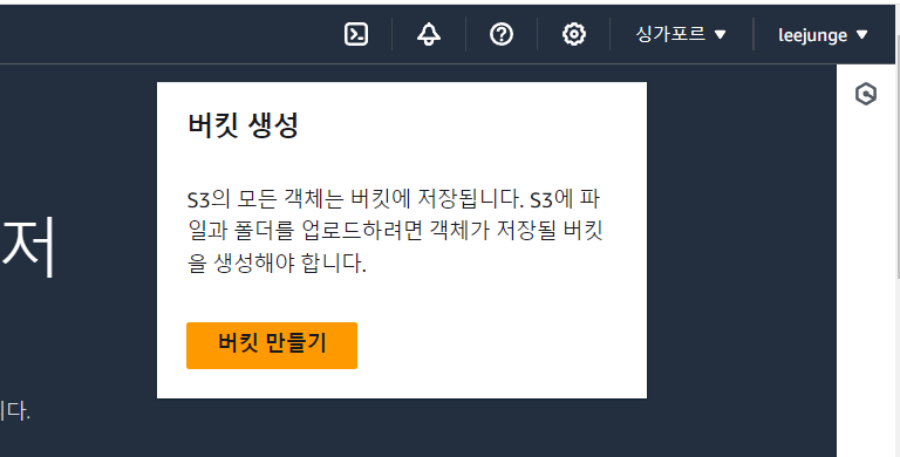 싱가포르 ▼ leejunge ▼
버킷 생성
S3의 모든 객체는 버킷에 저장됩니다. S3에 파
일과 폴더를 업로드하려면 객체가 저장될 버킷
을 생성해야 합니다.
저
버킷 만들기
니다.